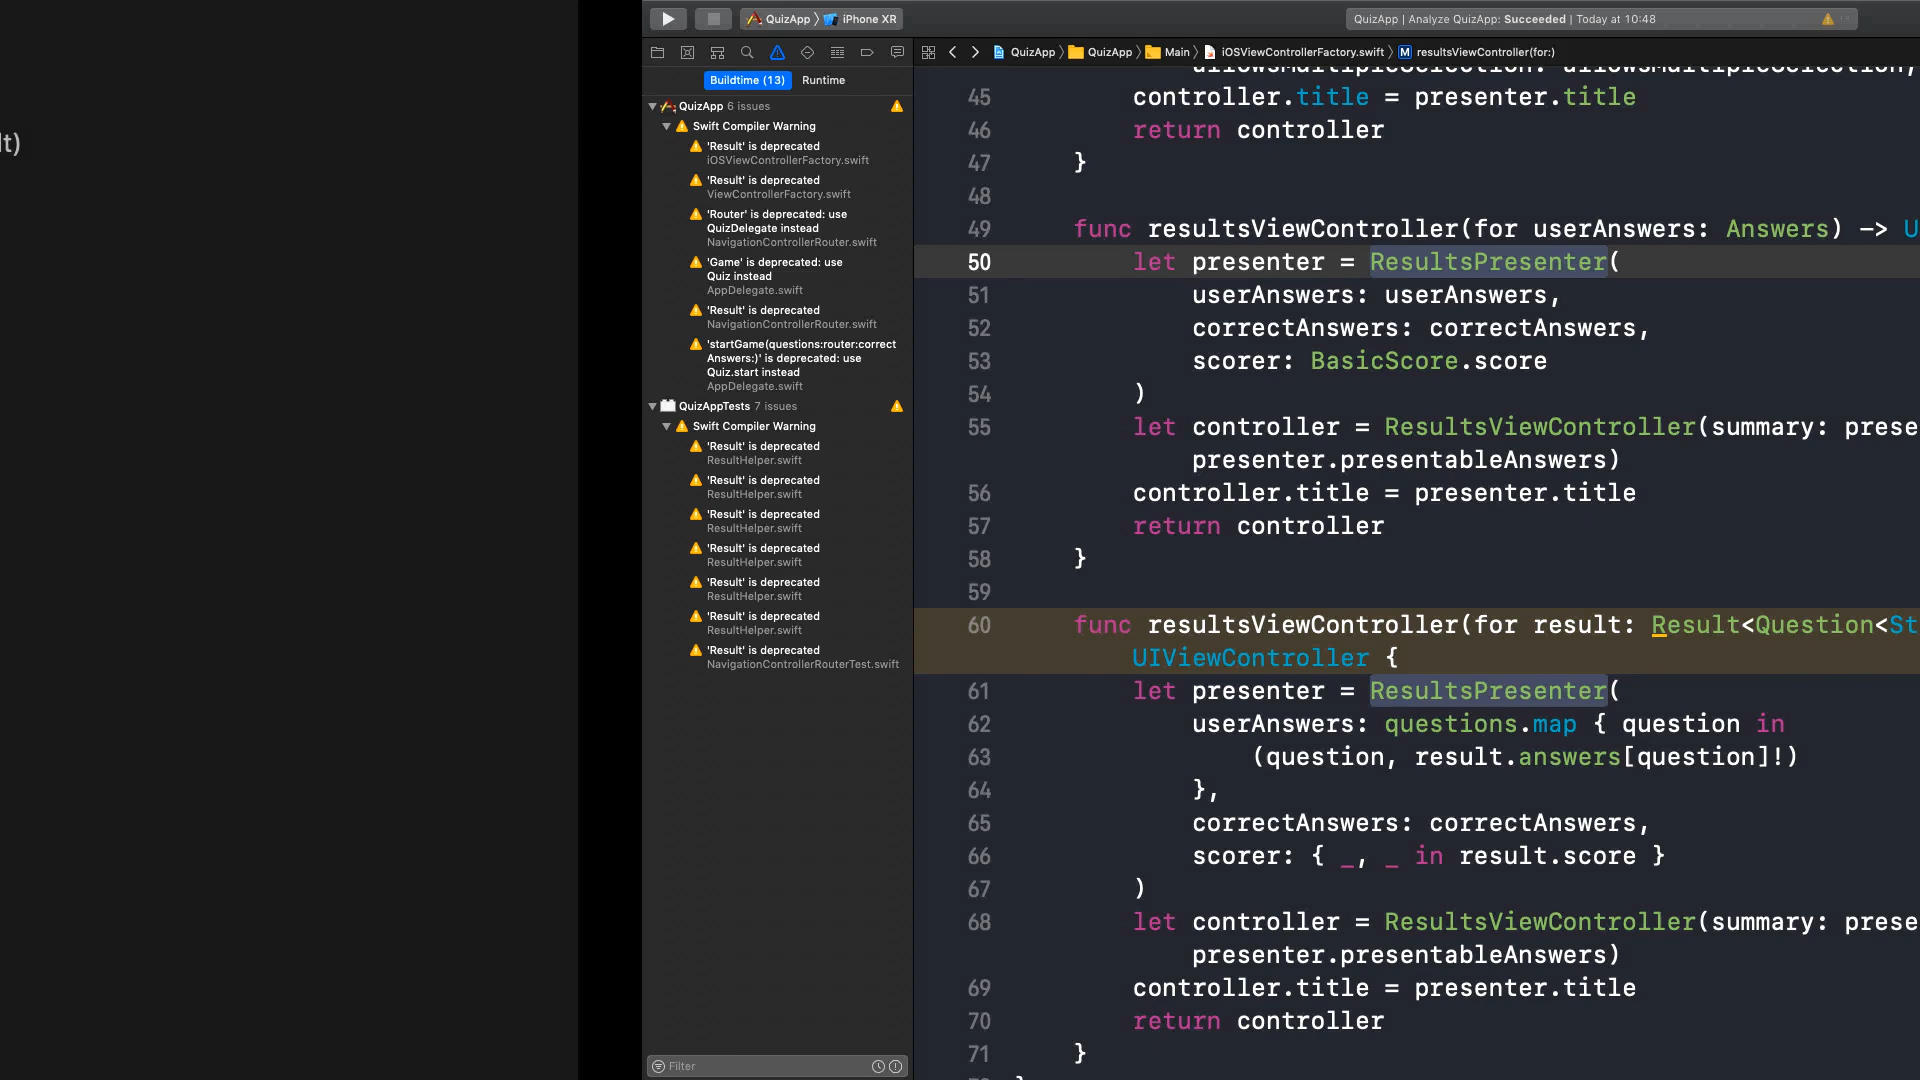 lt)
QuizApp
iPhone XR
QuizApp | Analyze QuizApp: Succeeded | Today at 10:48
QuizApp
QuizApp
Main
iOSViewControllerFactory.swift
M
resultsViewController(for:)
Buildtime (13)
Runtime
QuizApp 6 issues
Swift Compiler Warning
'Result' is deprecated
iOSViewControllerFactory.swift
'Result' is deprecated
ViewControllerFactory.swift
'Router' is deprecated: use
QuizDelegate instead
NavigationControllerRouter.swift
'Game' is deprecated: use
Quiz instead
AppDelegate.swift
'Result' is deprecated
NavigationControllerRouter.swift
'startGame(questions:router:correct
Answers:)' is deprecated: use
Quiz.start instead
AppDelegate.swift
QuizAppTests 7 issues
Swift Compiler Warning
'Result' is deprecated
ResultHelper.swift
'Result' is deprecated
ResultHelper.swift
'Result' is deprecated
ResultHelper.swift
'Result' is deprecated
ResultHelper.swift
'Result' is deprecated
ResultHelper.swift
'Result' is deprecated
ResultHelper.swift
'Result' is deprecated
NavigationControllerRouterTest.swift
Filter
allowsMultipleSelection: allowsMultipleSelection,
45 controller.title = presenter.title
46 return controller
47 }
48
49 func resultsViewController(for userAnswers: Answers) -> U
50 let presenter = ResultsPresenter(
51 userAnswers: userAnswers,
52 correctAnswers: correctAnswers,
53 scorer: BasicScore.score
54 )
55 let controller = ResultsViewController(summary: prese
presenter.presentableAnswers)
56 controller.title = presenter.title
57 return controller
58 }
59
60 func resultsViewController(for result: Result<Question<St
UIViewController {
61 let presenter = ResultsPresenter(
62 userAnswers: questions.map { question in
63 (question, result.answers[question]!)
64 },
65 correctAnswers: correctAnswers,
66 scorer: { _, _ in result.score }
67 )
68 let controller = ResultsViewController(summary: prese
presenter.presentableAnswers)
69 controller.title = presenter.title
70 return controller
71 }